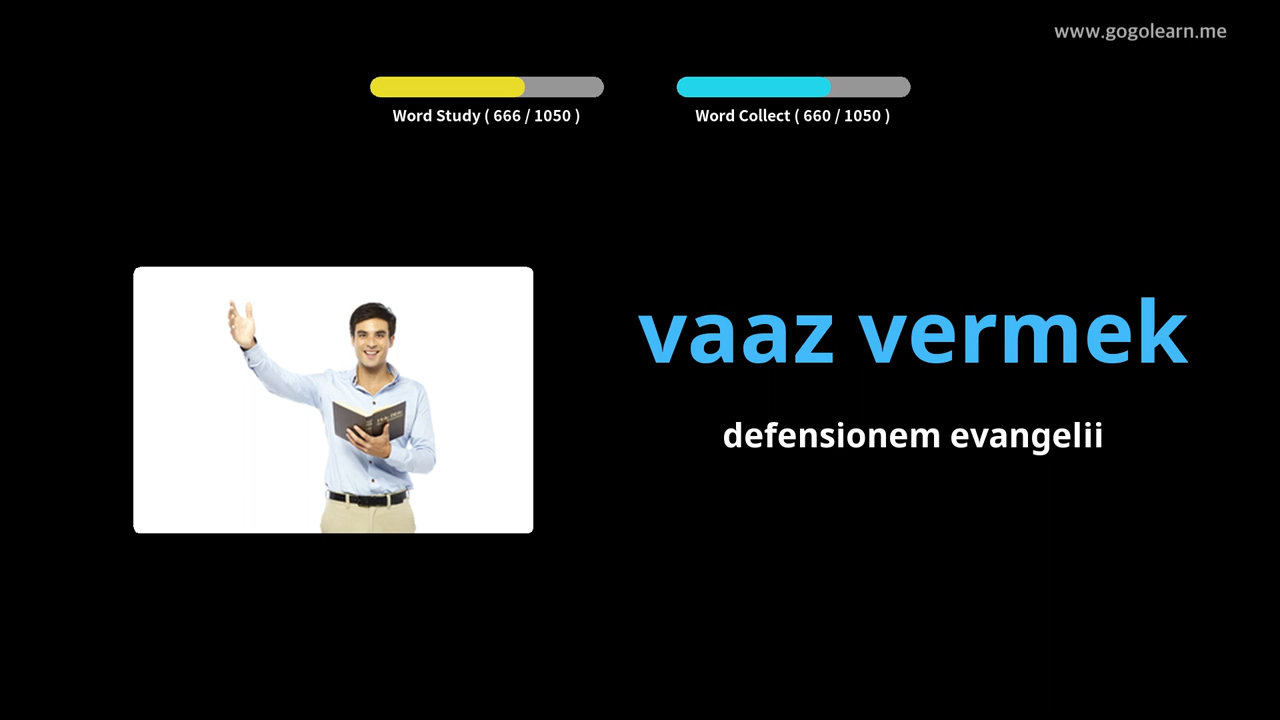 www.gogolearn.me
Word Study ( 666 / 1050 )
Word Collect ( 660 / 1050 )
vaaz vermek
defensionem evangelii